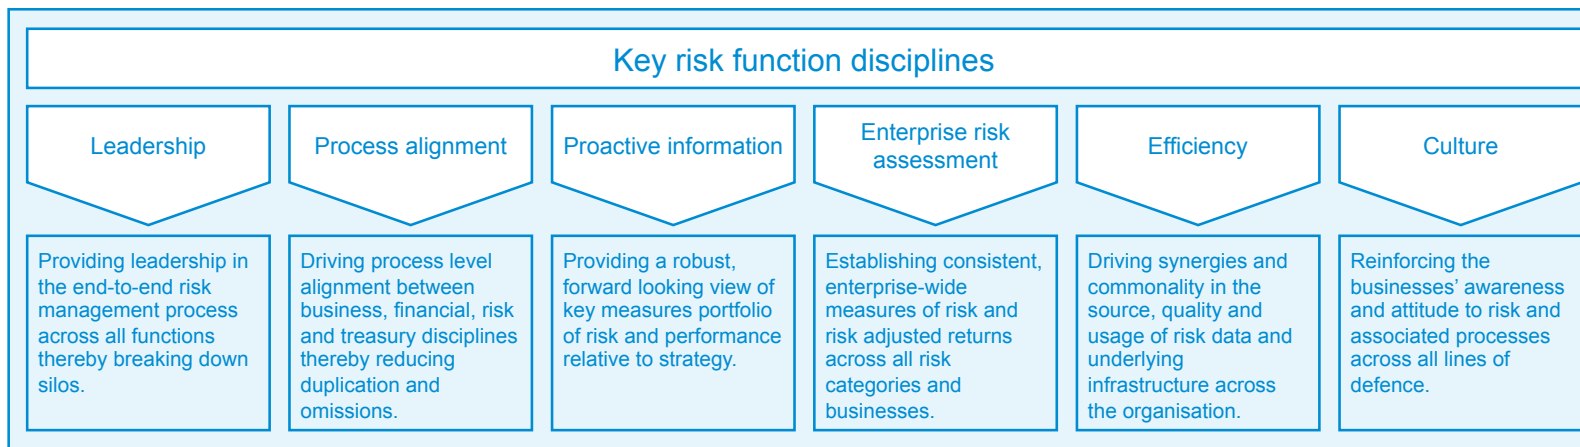 Key risk function disciplines
Leadership
Providing leadership in
the end-to-end risk
management process
across all functions
thereby breaking down
silos.
Process alignment
Driving process level
alignment between
business, financial, risk
and treasury disciplines
thereby reducing
duplication and
omissions.
Proactive information
Providing a robust,
forward looking view of
key measures portfolio
of risk and performance
relative to strategy.
Enterprise risk
assessment
Establishing consistent,
enterprise-wide
measures of risk and
risk adjusted returns
across all risk
categories and
businesses.
Efficiency
Driving synergies and
commonality in the
source, quality and
usage of risk data and
underlying
infrastructure across
the organisation.
Culture
Reinforcing the
businesses’ awareness
and attitude to risk and
associated processes
across all lines of
defence.